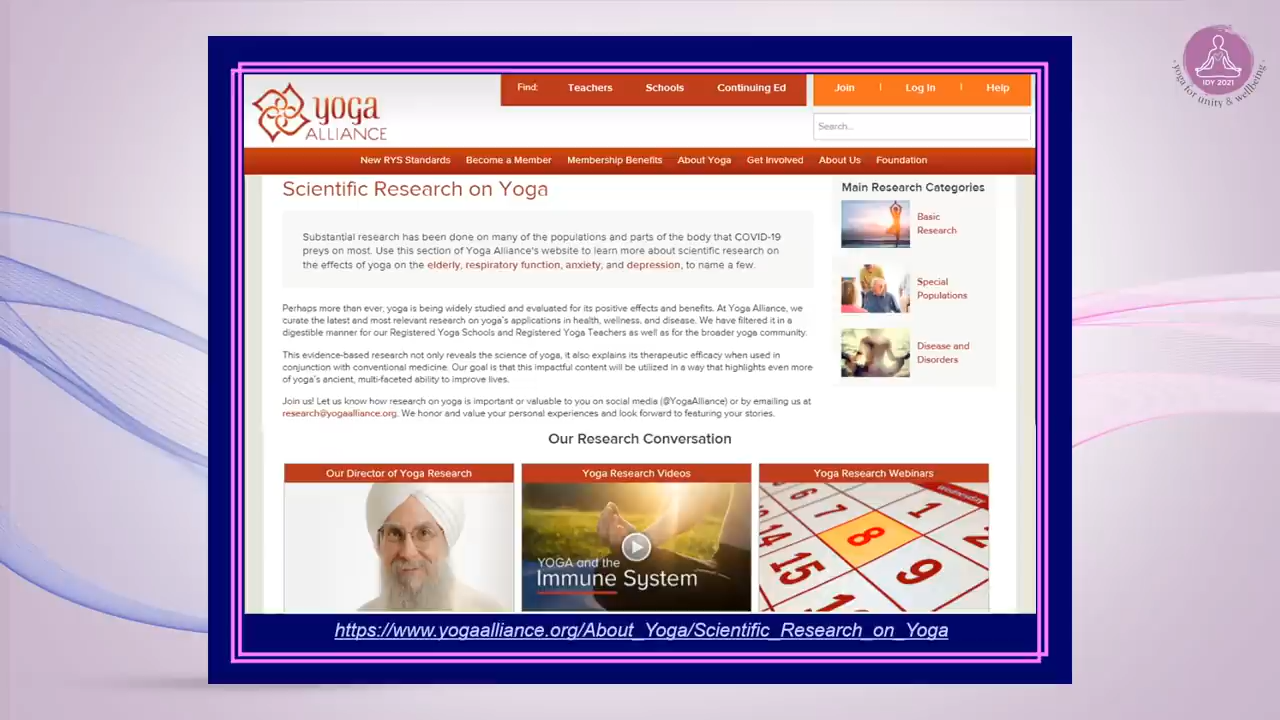 IDY 2021
yoga for unity & wellbeing
yoga
ALLIANCE
Find: Teachers Schools Continuing Ed
Join | Log In | Help
Search...
New RYS Standards Become a Member Membership Benefits About Yoga Get Involved About Us Foundation
Scientific Research on Yoga
Substantial research has been done on many of the populations and parts of the body that COVID-19
preys on most. Use this section of Yoga Alliance's website to learn more about scientific research on
the effects of yoga on the elderly, respiratory function, anxiety, and depression, to name a few.
Perhaps more than ever, yoga is being widely studied and evaluated for its positive effects and benefits. At Yoga Alliance, we
curate the latest and most relevant research on yoga's applications in health, wellness, and disease. We have filtered it in a
digestible manner for our Registered Yoga Schools and Registered Yoga Teachers as well as for the broader yoga community.
This evidence-based research not only reveals the science of yoga, it also explains its therapeutic efficacy when used in
conjunction with conventional medicine. Our goal is that this impactful content will be utilized in a way that highlights even more
of yoga's ancient, multi-faceted ability to improve lives.
Join us! Let us know how research on yoga is important or valuable to you on social media (@YogaAlliance) or by emailing us at
research@yogaalliance.org. We honor and value your personal experiences and look forward to featuring your stories.
Main Research Categories
Basic
Research
Special
Populations
Disease and
Disorders
Our Research Conversation
Our Director of Yoga Research
Yoga Research Videos
YOGA and the
Immune System
Yoga Research Webinars
Wednesday
6 7 1
14 8 2
15 9
https://www.yogaalliance.org/About_Yoga/Scientific_Research_on_Yoga